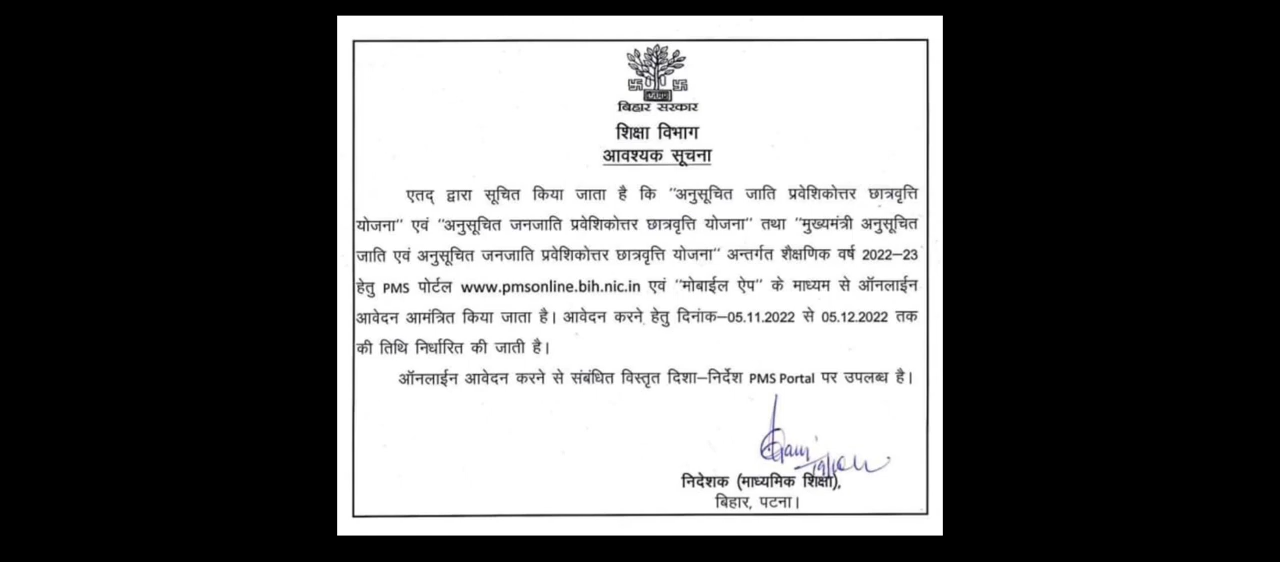 बिहार सरकार
शिक्षा विभाग
आवश्यक सूचना
एतद् द्वारा सूचित किया जाता है कि "अनुसूचित जाति प्रवेशिकोत्तर छात्रवृत्ति
योजना" एवं "अनुसूचित जनजाति प्रवेशिकोत्तर छात्रवृत्ति योजना" तथा "मुख्यमंत्री अनुसूचित
जाति एवं अनुसूचित जनजाति प्रवेशिकोत्तर छात्रवृत्ति योजना" अन्तर्गत शैक्षणिक वर्ष 2022–23
हेतु PMS पोर्टल www.pmsonline.bih.nic.in एवं "मोबाईल ऐप" के माध्यम से ऑनलाईन
आवेदन आमंत्रित किया जाता है। आवेदन करने हेतु दिनांक–05.11.2022 से 05.12.2022 तक
की तिथि निर्धारित की जाती है।
ऑनलाईन आवेदन करने से संबंधित विस्तृत दिशा–निर्देश PMS Portal पर उपलब्ध है।
निदेशक (माध्यमिक शिक्षा),
बिहार, पटना।